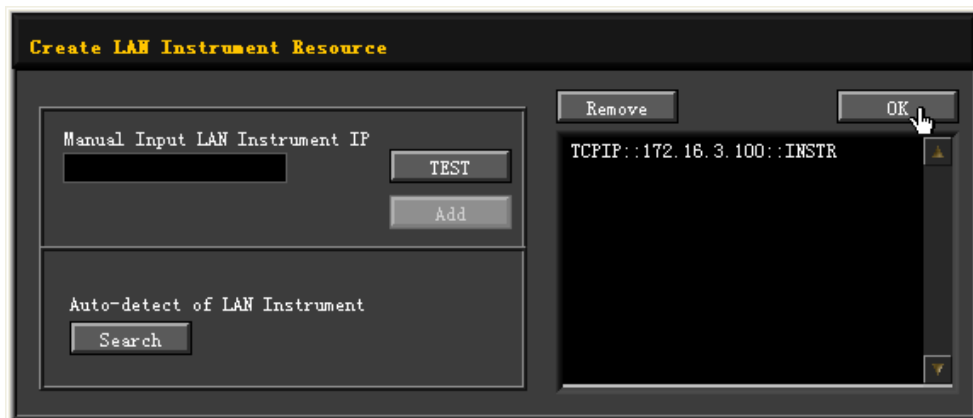 Create LAN Instrument Resource
Manual Input LAN Instrument IP
TEST
Add
Auto-detect of LAN Instrument
Search
Remove
OK
TCPIP::172.16.3.100::INSTR